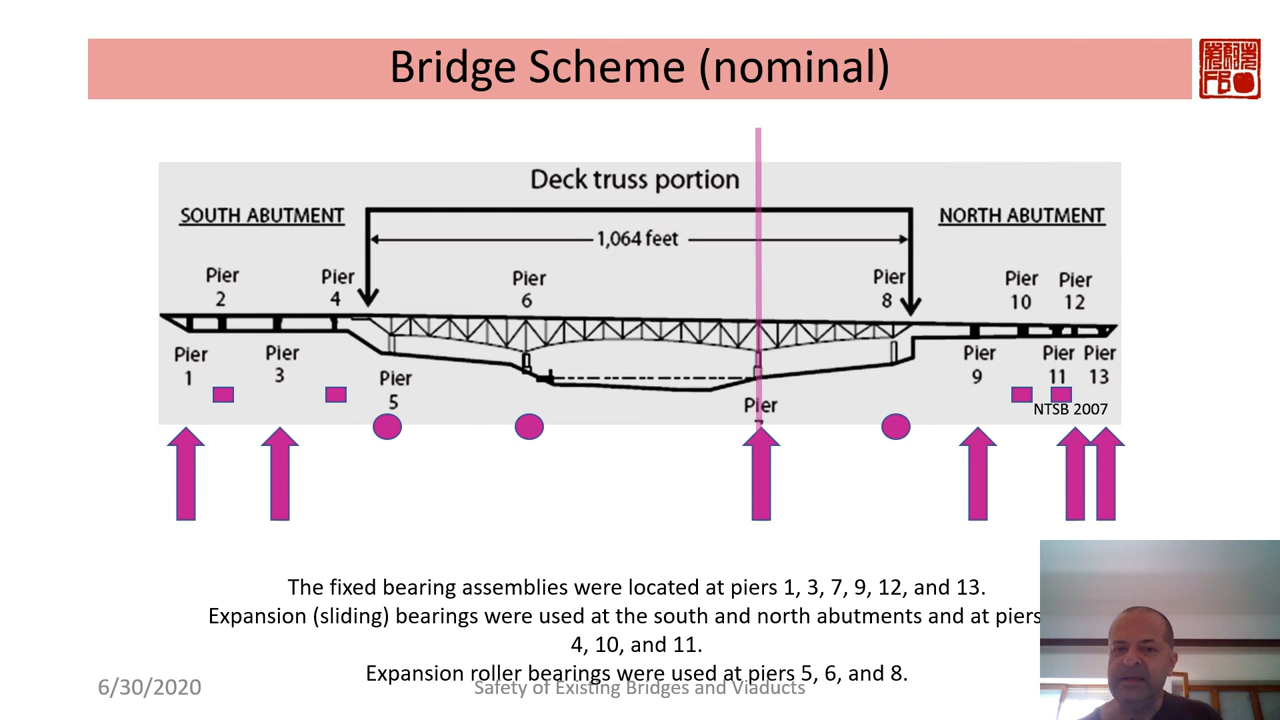 Bridge Scheme (nominal)
Deck truss portion
SOUTH ABUTMENT
NORTH ABUTMENT
1,064 feet
Pier
2
Pier
4
Pier
6
Pier
8
Pier
10
Pier
12
Pier
1
Pier
3
Pier
5
Pier
Pier
9
Pier
11
Pier
13
NTSB 2007
The fixed bearing assemblies were located at piers 1, 3, 7, 9, 12, and 13.
Expansion (sliding) bearings were used at the south and north abutments and at piers
4, 10, and 11.
Expansion roller bearings were used at piers 5, 6, and 8.
6/30/2020
Safety of Existing Bridges and Viaducts